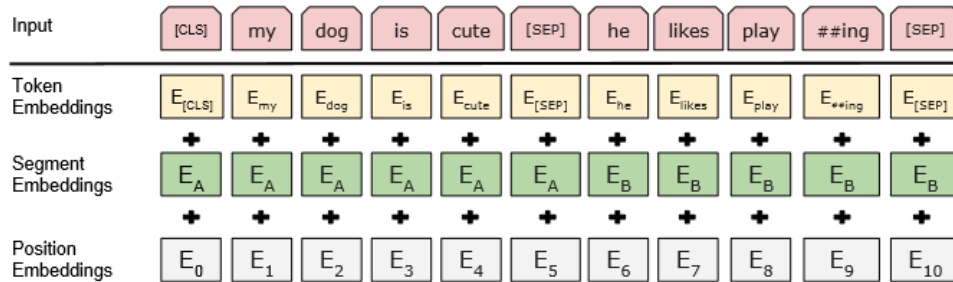 Input [CLS] my dog is cute [SEP] he likes play ##ing [SEP]
Token
Embeddings E[CLS] Emy Edog Eis Ecute E[SEP] Ehe Elikes Eplay E##ing E[SEP]
+ + + + + + + + + + +
Segment
Embeddings EA EA EA EA EA EA EB EB EB EB EB
+ + + + + + + + + + +
Position
Embeddings E0 E1 E2 E3 E4 E5 E6 E7 E8 E9 E10